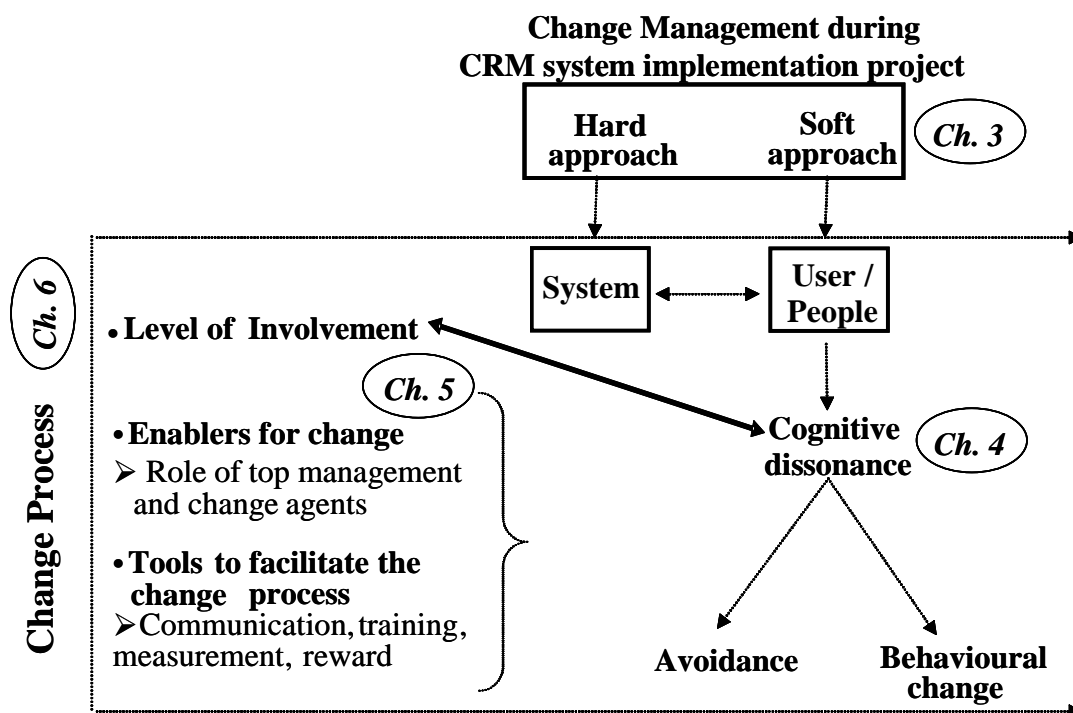 Change Management during
CRM system implementation project
Hard
approach
Soft
approach
Ch. 3
System
User /
People
Ch. 6
Change Process
• Level of Involvement
Ch. 5
• Enablers for change
➢ Role of top management
and change agents
• Tools to facilitate the
change process
➢Communication, training,
measurement, reward
Cognitive
dissonance
Ch. 4
Avoidance
Behavioural
change